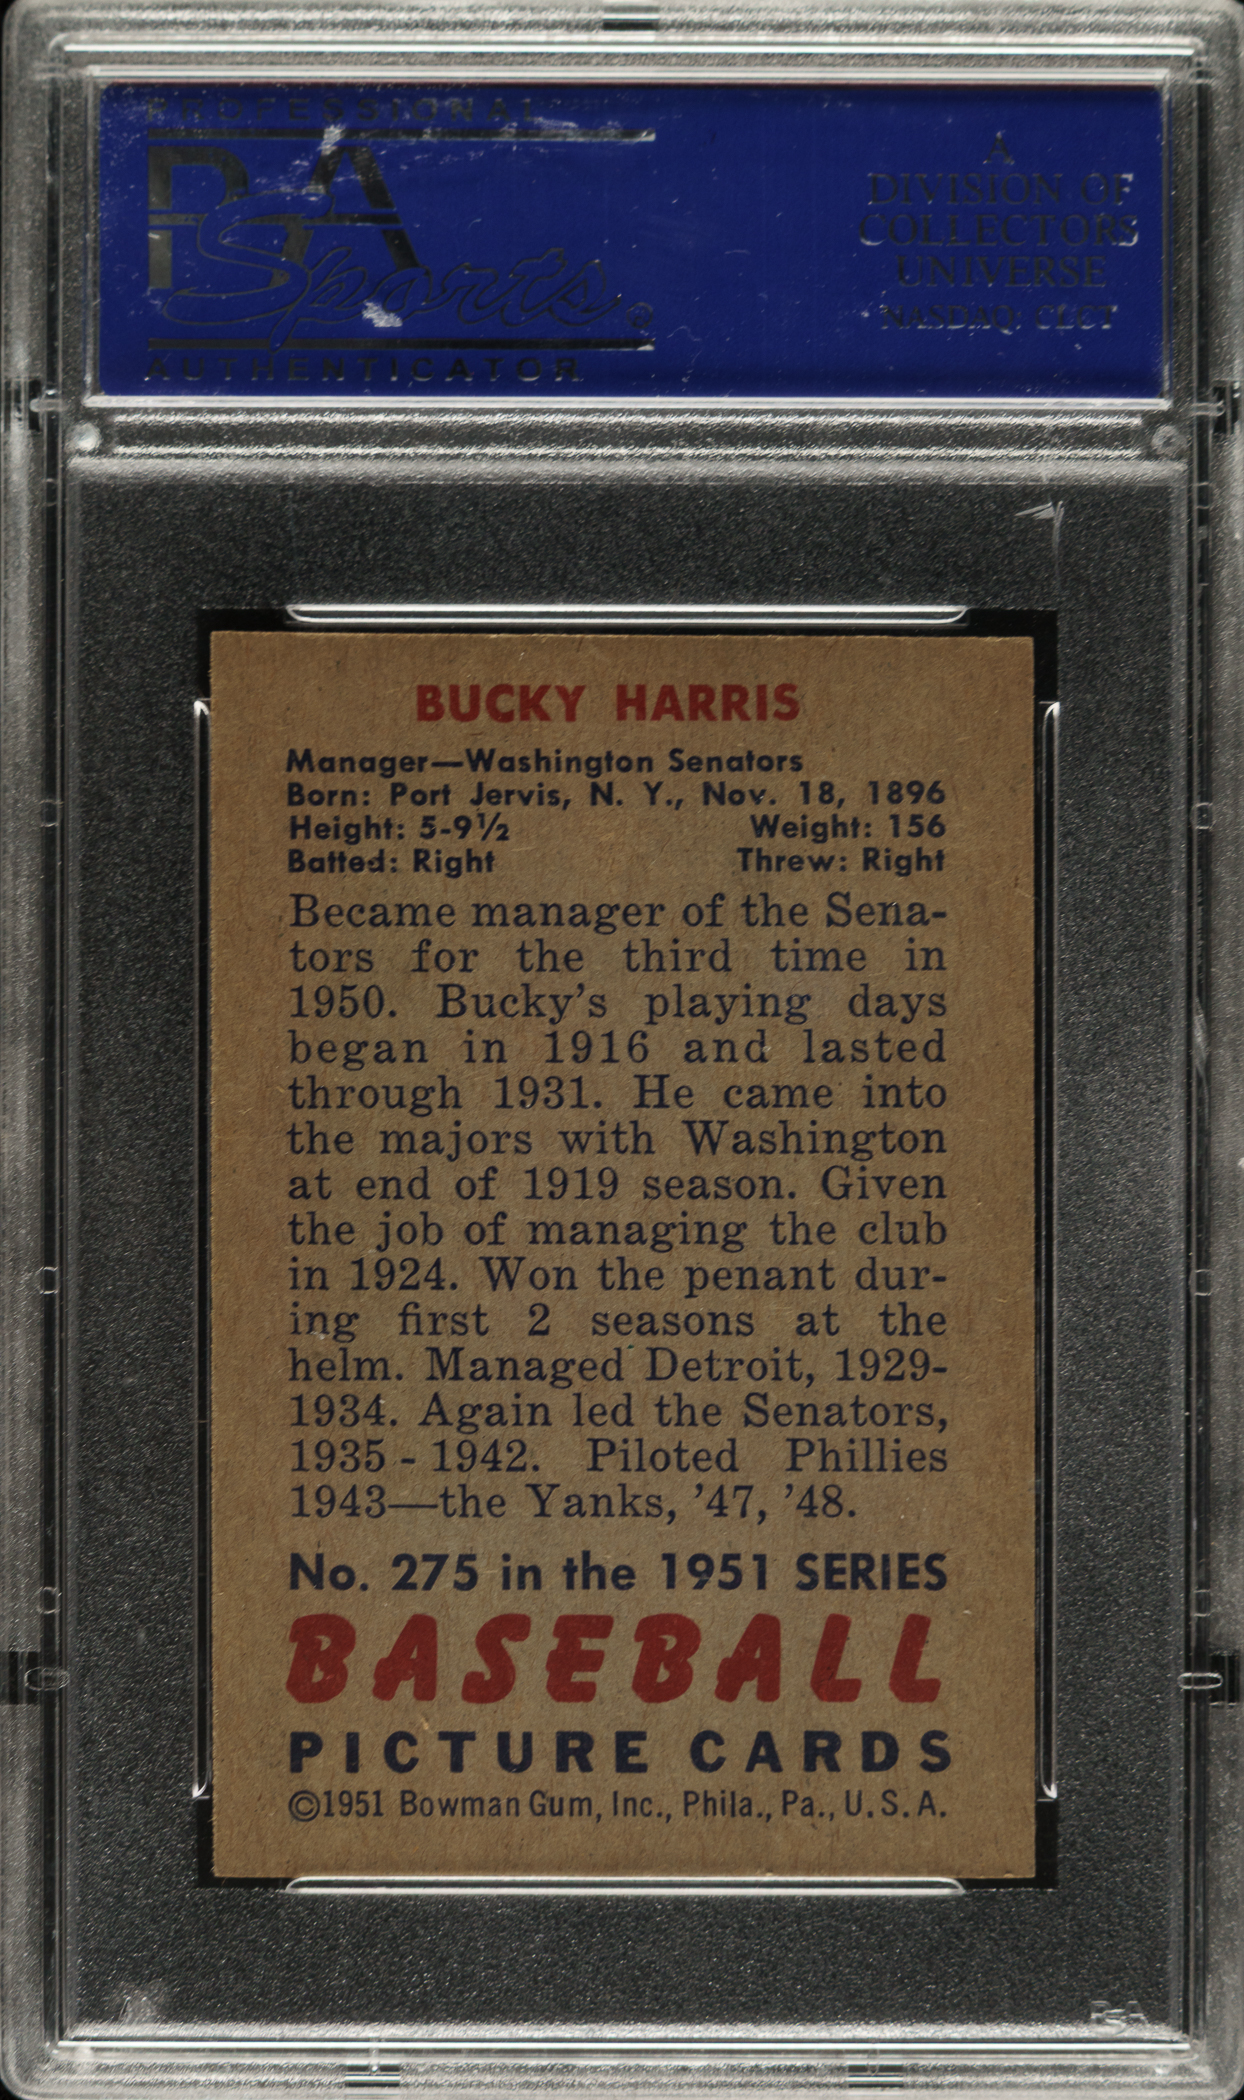 PROFESSIONAL
PSA
Sports®
AUTHENTICATOR
A
DIVISION OF
COLLECTORS
UNIVERSE
NASDAQ: CLCT
BUCKY HARRIS
Manager—Washington Senators
Born: Port Jervis, N. Y., Nov. 18, 1896
Height: 5-9½ Weight: 156
Batted: Right Threw: Right
Became manager of the Sena-
tors for the third time in
1950. Bucky's playing days
began in 1916 and lasted
through 1931. He came into
the majors with Washington
at end of 1919 season. Given
the job of managing the club
in 1924. Won the penant dur-
ing first 2 seasons at the
helm. Managed Detroit, 1929-
1934. Again led the Senators,
1935 - 1942. Piloted Phillies
1943—the Yanks, '47, '48.
No. 275 in the 1951 SERIES
BASEBALL
PICTURE CARDS
©1951 Bowman Gum, Inc., Phila., Pa., U. S. A.
PSA